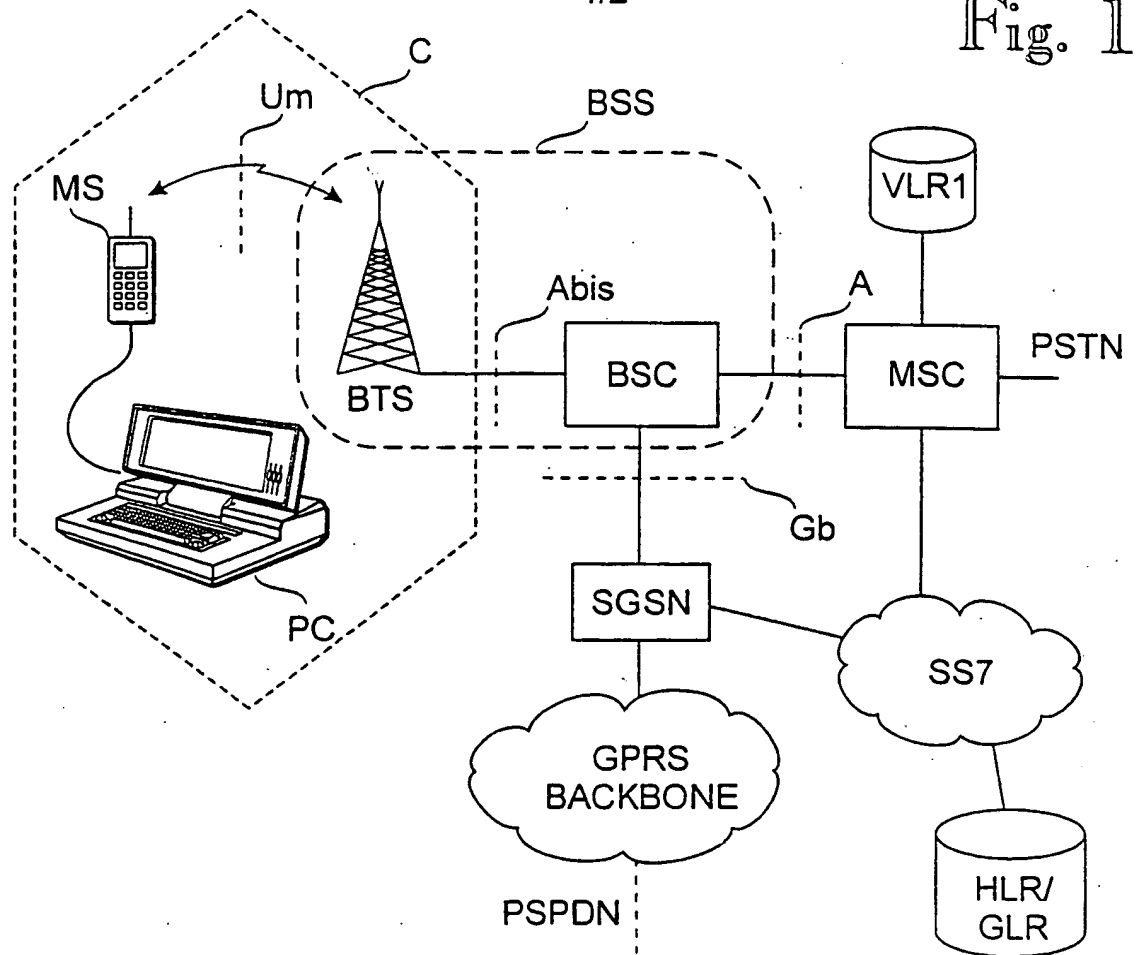 Fig. 1
C
Um
BSS
MS
VLR1
Abis
A
PSTN
BTS
BSC
MSC
Gb
PC
SGSN
SS7
GPRS
BACKBONE
PSPDN
HLR/
GLR